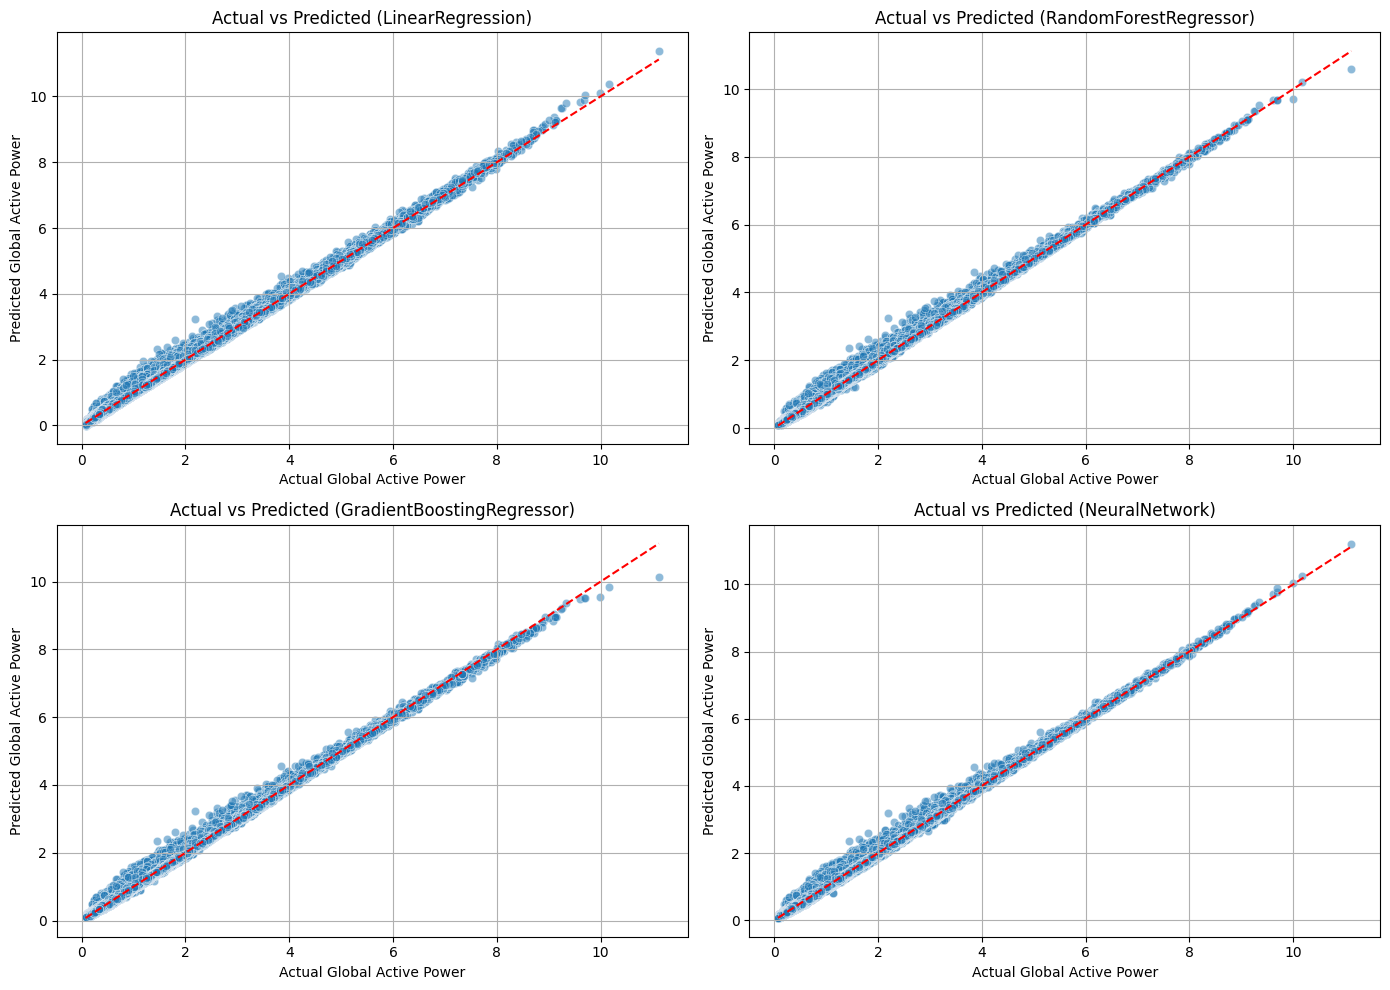 Actual vs Predicted (LinearRegression)
Predicted Global Active Power
10
8
6
4
2
0
0 2 4 6 8 10
Actual Global Active Power
Actual vs Predicted (RandomForestRegressor)
Predicted Global Active Power
10
8
6
4
2
0
0 2 4 6 8 10
Actual Global Active Power
Actual vs Predicted (GradientBoostingRegressor)
Predicted Global Active Power
10
8
6
4
2
0
0 2 4 6 8 10
Actual Global Active Power
Actual vs Predicted (NeuralNetwork)
Predicted Global Active Power
10
8
6
4
2
0
0 2 4 6 8 10
Actual Global Active Power